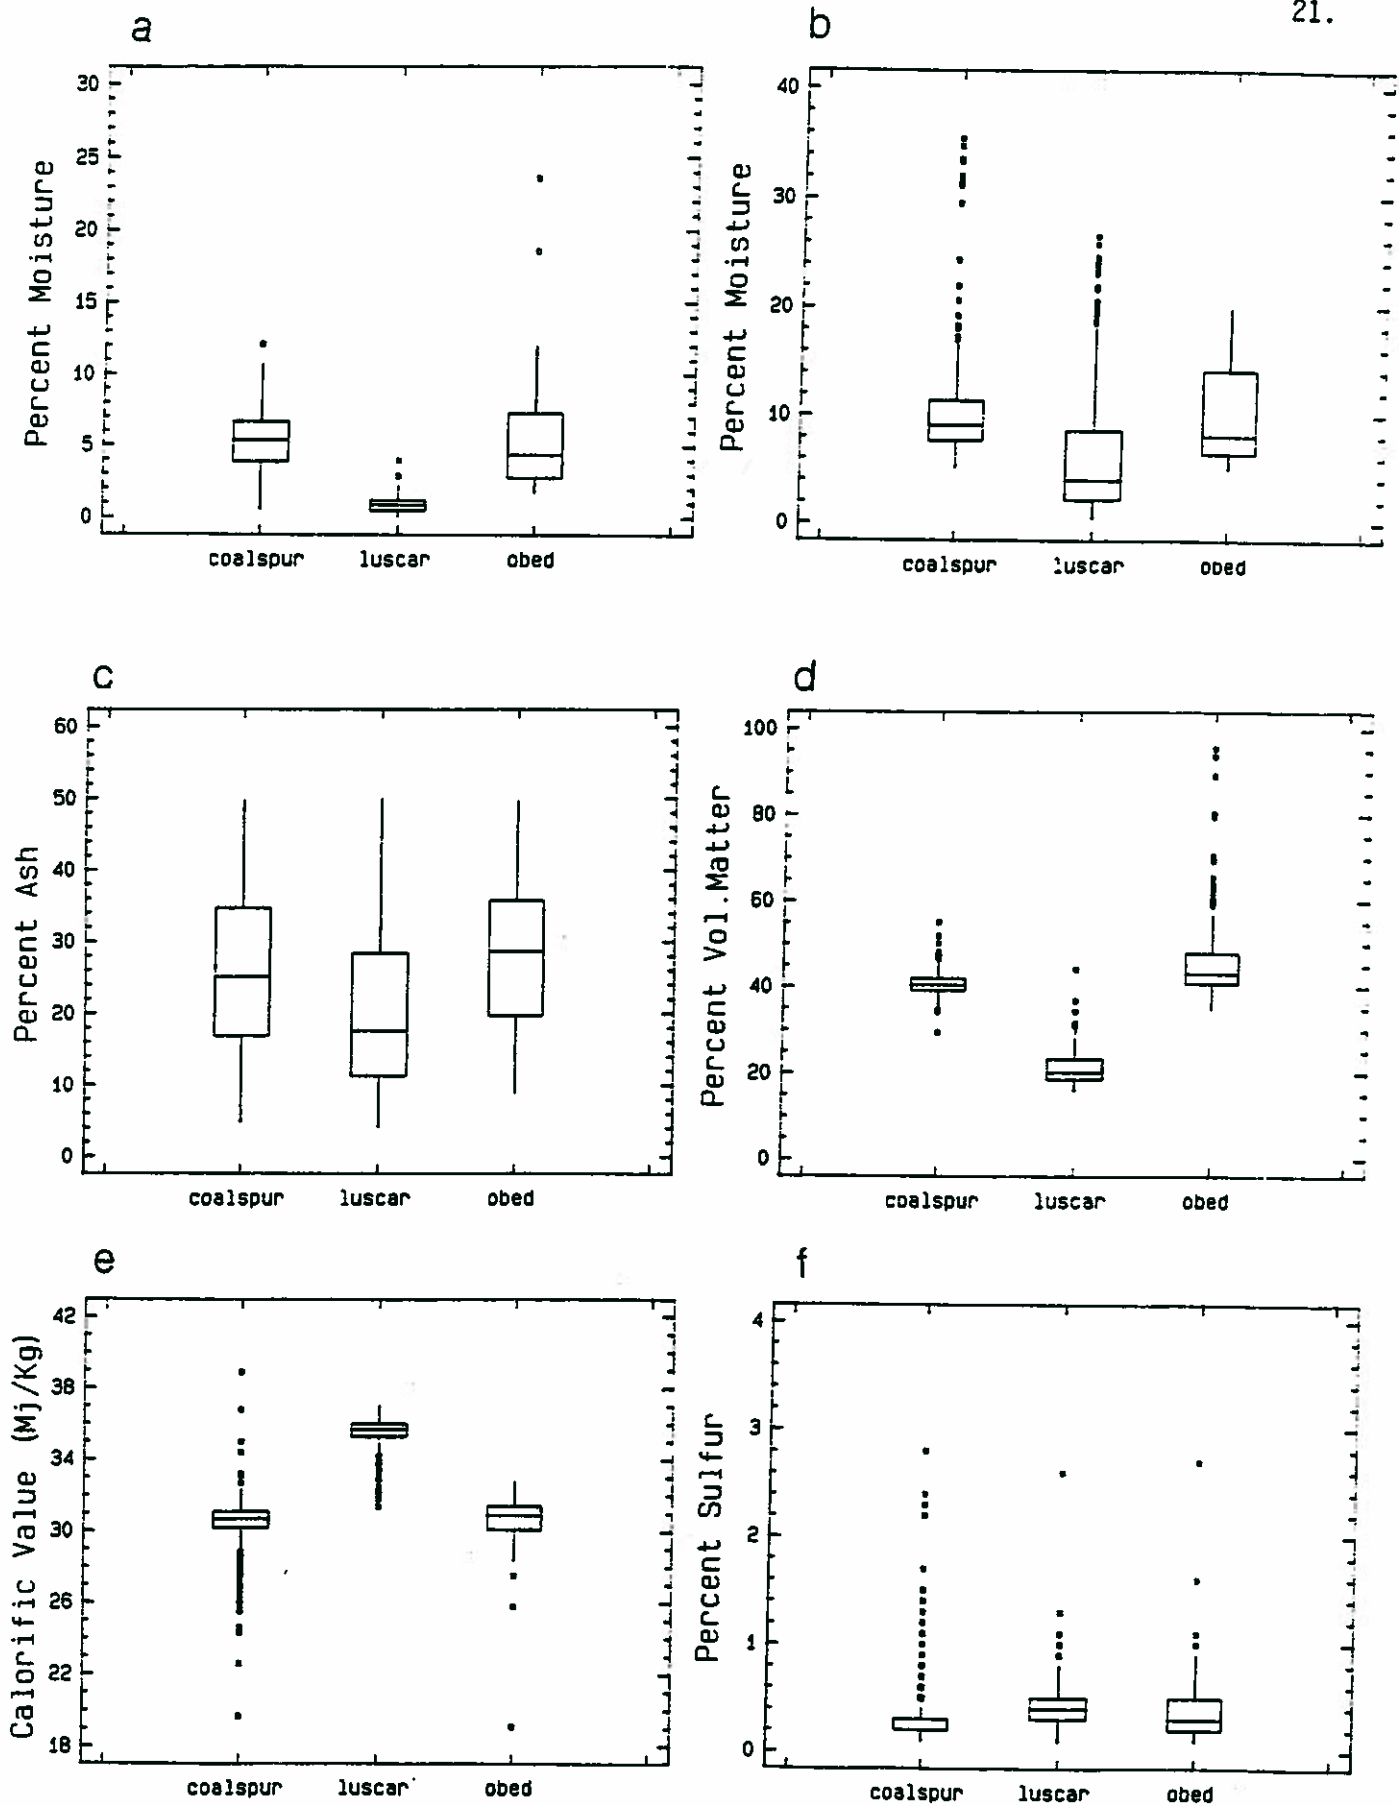 21.
a
Percent Moisture
30
25
20
15
10
5
0
coalspur luscar obed
b
Percent Moisture
40
30
20
10
0
coalspur luscar obed
c
Percent Ash
60
50
40
30
20
10
0
coalspur luscar obed
d
Percent Vol.Matter
100
80
60
40
20
0
coalspur luscar obed
e
Calorific Value (Mj/Kg)
42
38
34
30
26
22
18
coalspur luscar obed
f
Percent Sulfur
4
3
2
1
0
coalspur luscar obed